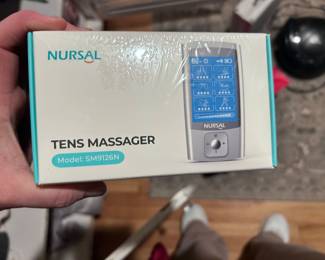 NURSAL
NURSAL
TENS MASSAGER
Model: SM9126N